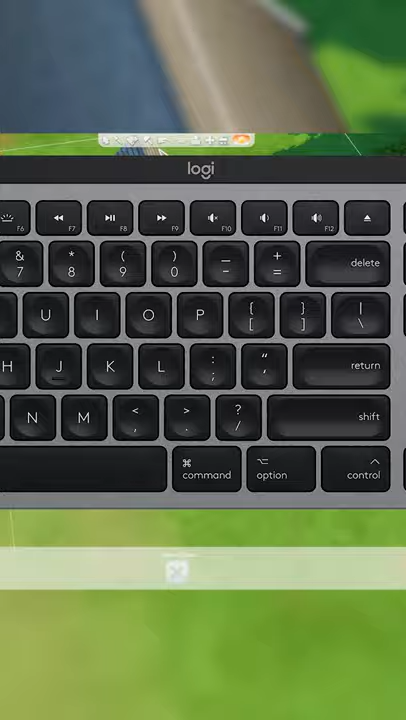 logi
F6 F7 F8 F9 F10 F11 F12
& * ( ) _ +
7 8 9 0 - = delete
U I O P { } |
[ ] \
H J K L : " return
; '
N M < > ? shift
, . /
⌘ ⌥ ^
command option control